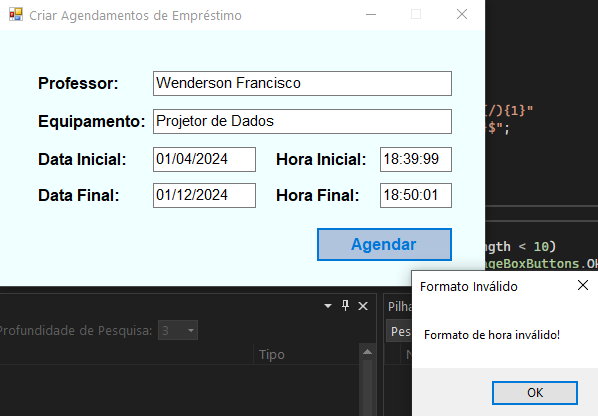 Criar Agendamentos de Empréstimo
Professor: Wenderson Francisco
Equipamento: Projetor de Dados
Data Inicial: 01/04/2024 Hora Inicial: 18:39:99
Data Final: 01/12/2024 Hora Final: 18:50:01
Agendar
/){1}"
$";
ngth < 10)
ageBoxButtons.Ok
Formato Inválido
Formato de hora inválido!
OK
Pilha
Profundidade de Pesquisa: 3
Pes
Tipo